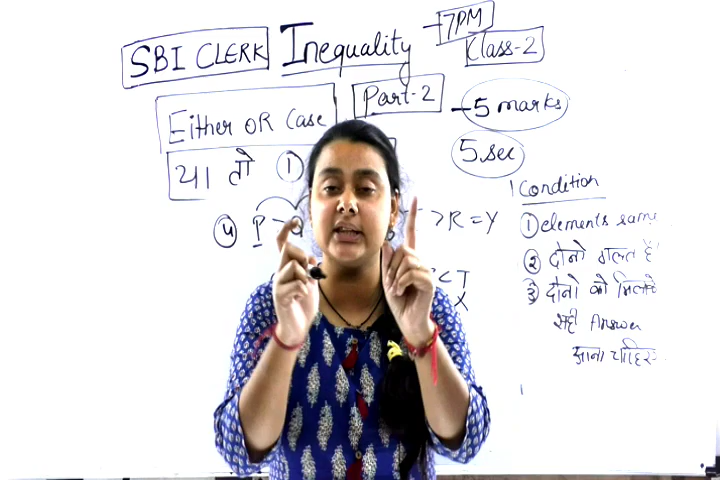 SBI CLERK Inequality - 7PM
Class-2
Either OR Case Part-2 - 5 marks
या तो ① 5 sec
Condition
① elements same
④ P > R = Y
② दोनो गलत है
③ दोनो को मिलाके
< T
X
सही Answer
आना चाहिए